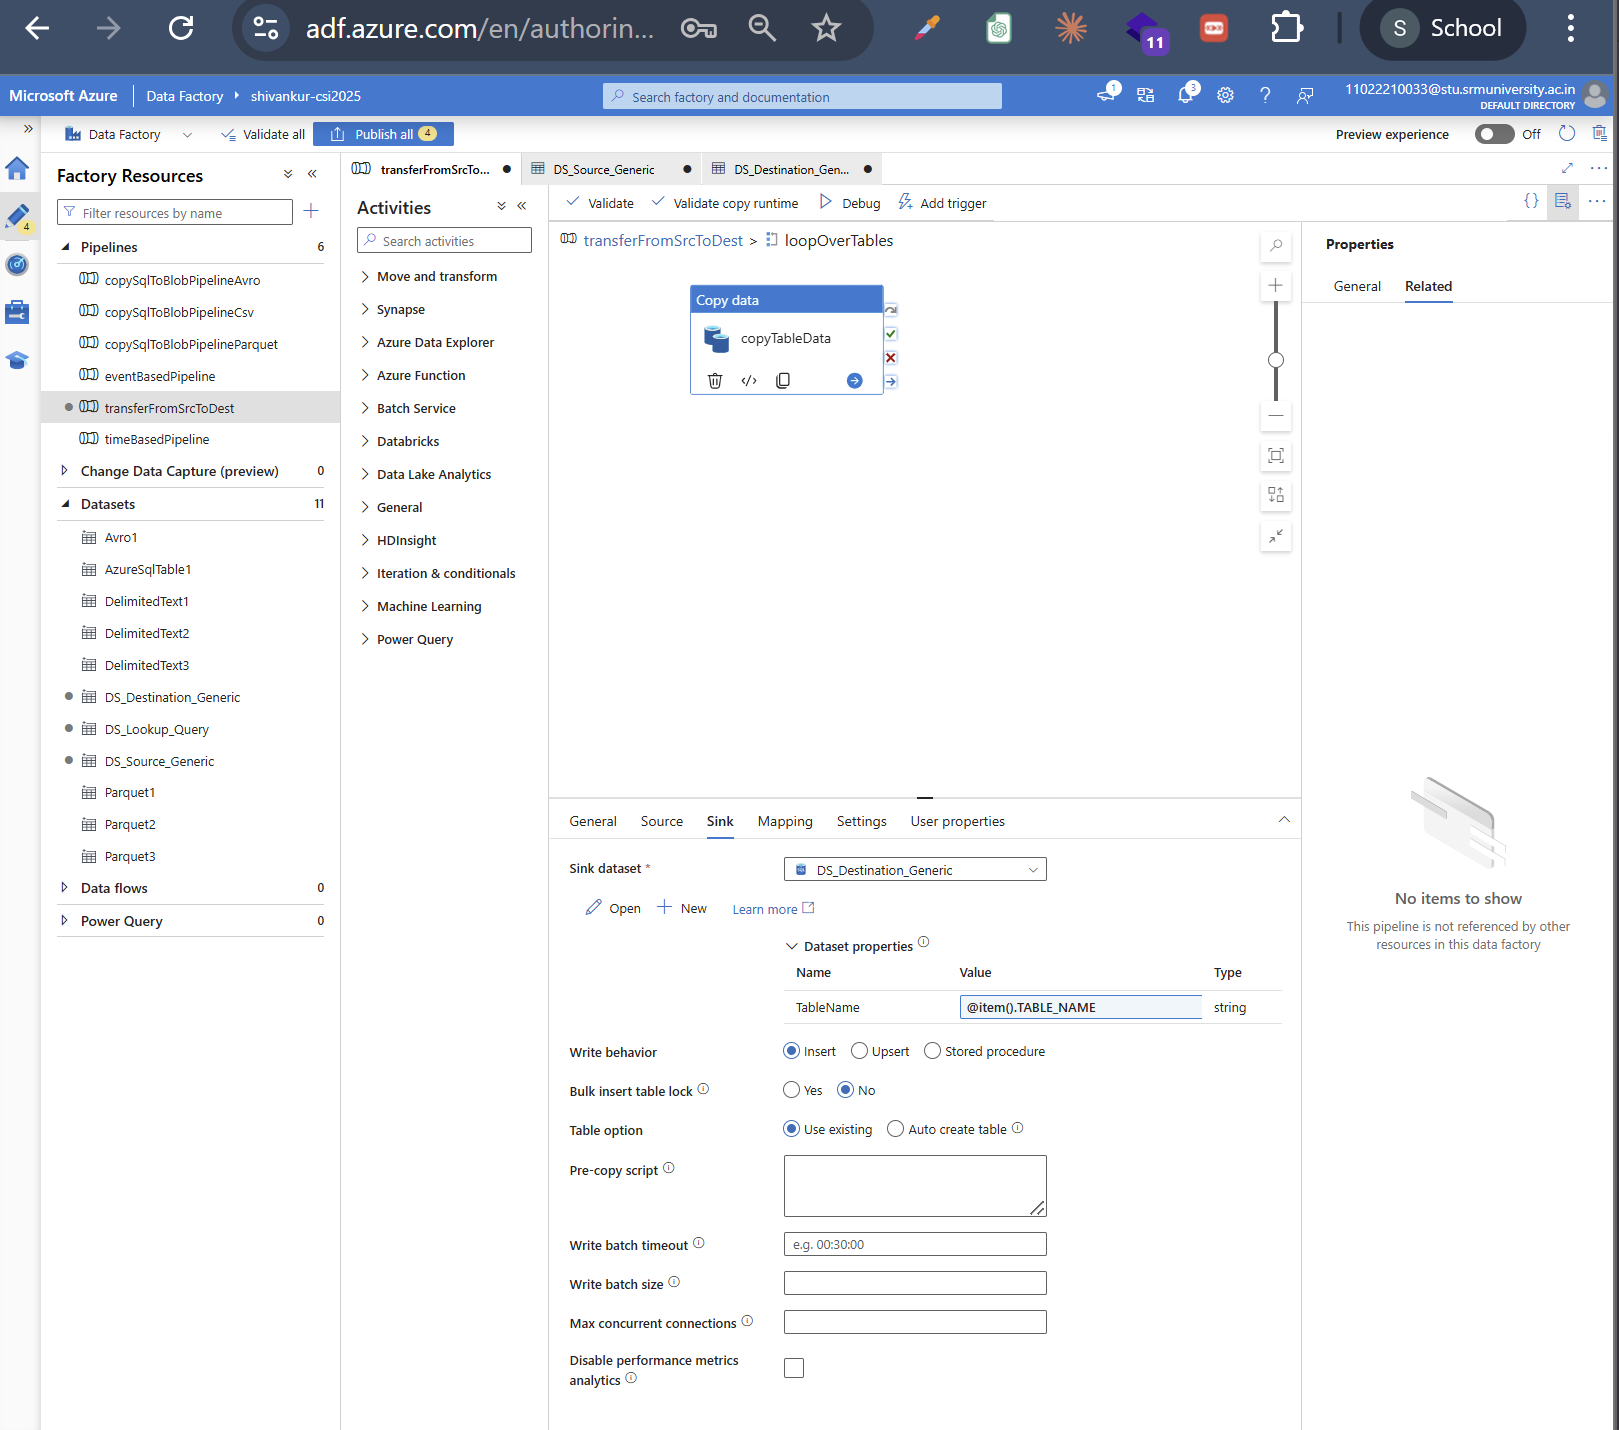 adf.azure.com/en/authorin...
11
S School
Microsoft Azure
Data Factory
shivankur-csi2025
Search factory and documentation
1
3
11022210033@stu.srmuniversity.ac.in
DEFAULT DIRECTORY
Data Factory
Validate all
Publish all 4
Preview experience
Off
4
Factory Resources
Filter resources by name
Pipelines 6
copySqlToBlobPipelineAvro
copySqlToBlobPipelineCsv
copySqlToBlobPipelineParquet
eventBasedPipeline
transferFromSrcToDest
timeBasedPipeline
Change Data Capture (preview) 0
Datasets 11
Avro1
AzureSqlTable1
DelimitedText1
DelimitedText2
DelimitedText3
DS_Destination_Generic
DS_Lookup_Query
DS_Source_Generic
Parquet1
Parquet2
Parquet3
Data flows 0
Power Query 0
transferFromSrcTo...
DS_Source_Generic
DS_Destination_Gen...
Activities
Search activities
Move and transform
Synapse
Azure Data Explorer
Azure Function
Batch Service
Databricks
Data Lake Analytics
General
HDInsight
Iteration & conditionals
Machine Learning
Power Query
Validate
Validate copy runtime
Debug
Add trigger
transferFromSrcToDest > loopOverTables
Copy data
copyTableData
General
Source
Sink
Mapping
Settings
User properties
Sink dataset *
DS_Destination_Generic
Open
New
Learn more
Dataset properties
Name Value Type
TableName @item().TABLE_NAME string
Write behavior
Insert Upsert Stored procedure
Bulk insert table lock
Yes No
Table option
Use existing Auto create table
Pre-copy script
Write batch timeout
e.g. 00:30:00
Write batch size
Max concurrent connections
Disable performance metrics
analytics
Properties
General
Related
No items to show
This pipeline is not referenced by other
resources in this data factory